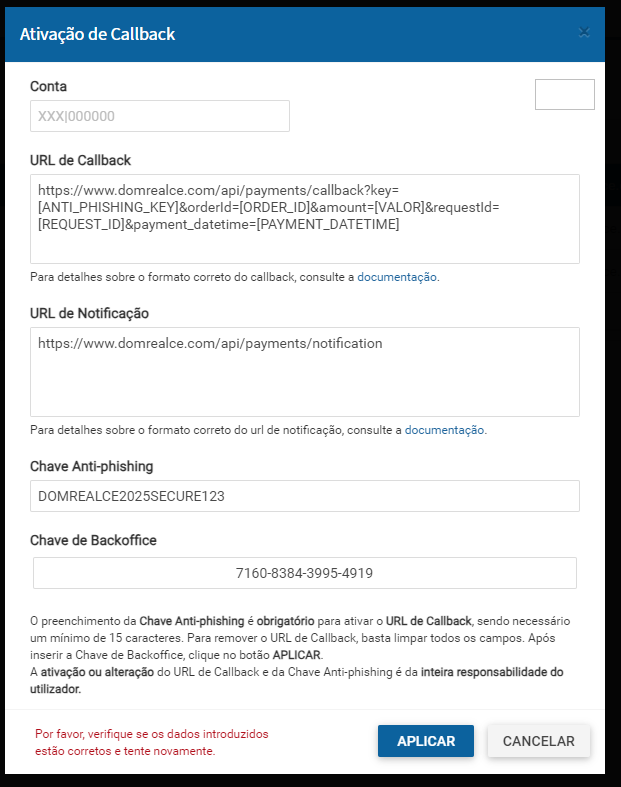 Ativação de Callback
×
Conta
XXX|000000
URL de Callback
https://www.domrealce.com/api/payments/callback?key=
[ANTI_PHISHING_KEY]&orderId=[ORDER_ID]&amount=[VALOR]&requestId=
[REQUEST_ID]&payment_datetime=[PAYMENT_DATETIME]
Para detalhes sobre o formato correto do callback, consulte a documentação.
URL de Notificação
https://www.domrealce.com/api/payments/notification
Para detalhes sobre o formato correto do url de notificação, consulte a documentação.
Chave Anti-phishing
DOMREALCE2025SECURE123
Chave de Backoffice
7160-8384-3995-4919
O preenchimento da Chave Anti-phishing é obrigatório para ativar o URL de Callback, sendo necessário
um mínimo de 15 caracteres. Para remover o URL de Callback, basta limpar todos os campos. Após
inserir a Chave de Backoffice, clique no botão APLICAR.
A ativação ou alteração do URL de Callback e da Chave Anti-phishing é da inteira responsabilidade do
utilizador.
Por favor, verifique se os dados introduzidos
estão corretos e tente novamente.
APLICAR
CANCELAR